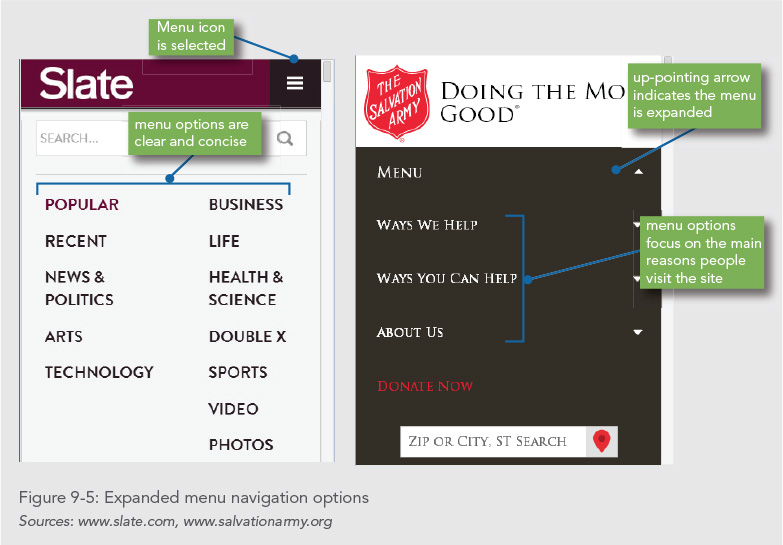 Menu icon
is selected
Slate
SEARCH...
menu options are
clear and concise
POPULAR
RECENT
NEWS &
POLITICS
ARTS
TECHNOLOGY
BUSINESS
LIFE
HEALTH &
SCIENCE
DOUBLE X
SPORTS
VIDEO
PHOTOS
THE
SALVATION
ARMY
DOING THE MO
GOOD®
up-pointing arrow
indicates the menu
is expanded
MENU
WAYS WE HELP
WAYS YOU CAN HELP
ABOUT US
menu options
focus on the main
reasons people
visit the site
DONATE NOW
ZIP OR CITY, ST SEARCH
Figure 9-5: Expanded menu navigation options
Sources: www.slate.com, www.salvationarmy.org